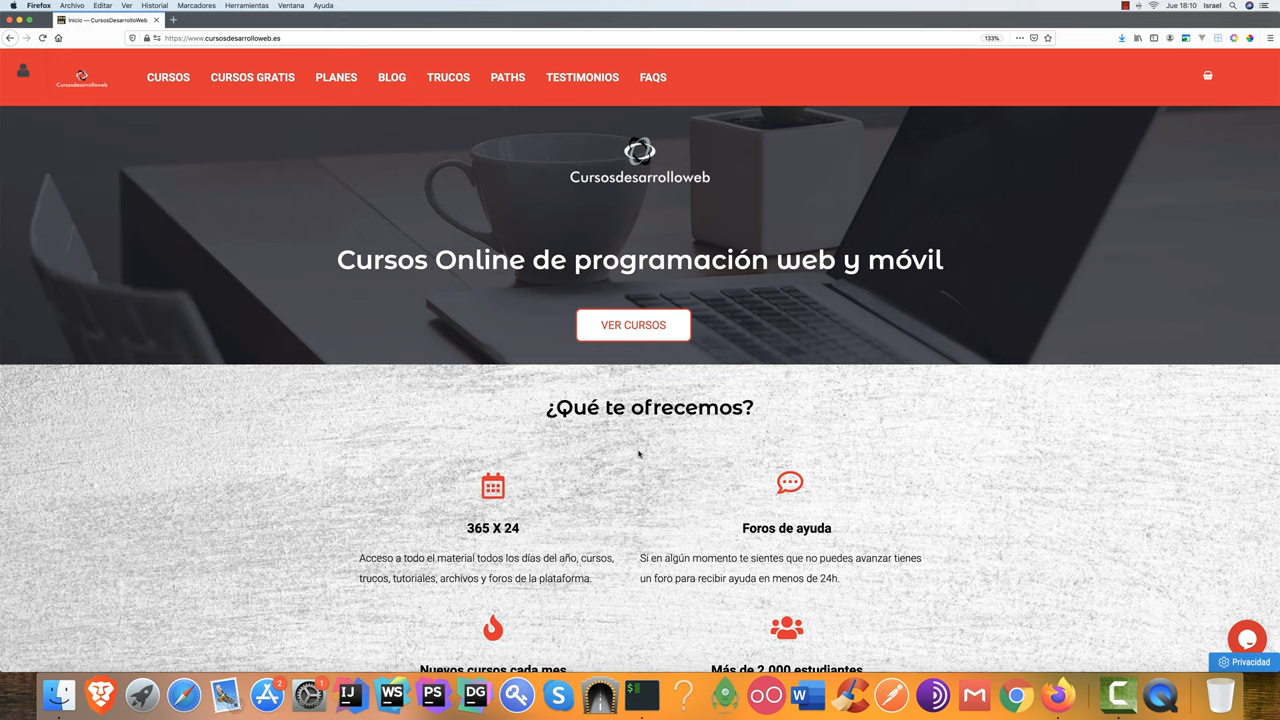 Firefox Archivo Editar Ver Historial Marcadores Herramientas Ventana Ayuda Jue 18:10 Israel
Inicio — CursosDesarrolloWeb
https://www.cursosdesarrolloweb.es 133%
Cursosdesarrolloweb CURSOS CURSOS GRATIS PLANES BLOG TRUCOS PATHS TESTIMONIOS FAQS
Cursosdesarrolloweb
Cursos Online de programación web y móvil
VER CURSOS
¿Qué te ofrecemos?
365 X 24
Acceso a todo el material todos los días del año, cursos,
trucos, tutoriales, archivos y foros de la plataforma.
Foros de ayuda
Si en algún momento te sientes que no puedes avanzar tienes
un foro para recibir ayuda en menos de 24h.
Nuevos cursos cada mes
Más de 2.000 estudiantes
Privacidad
2 1 IJ WS PS DG S $ ? W C